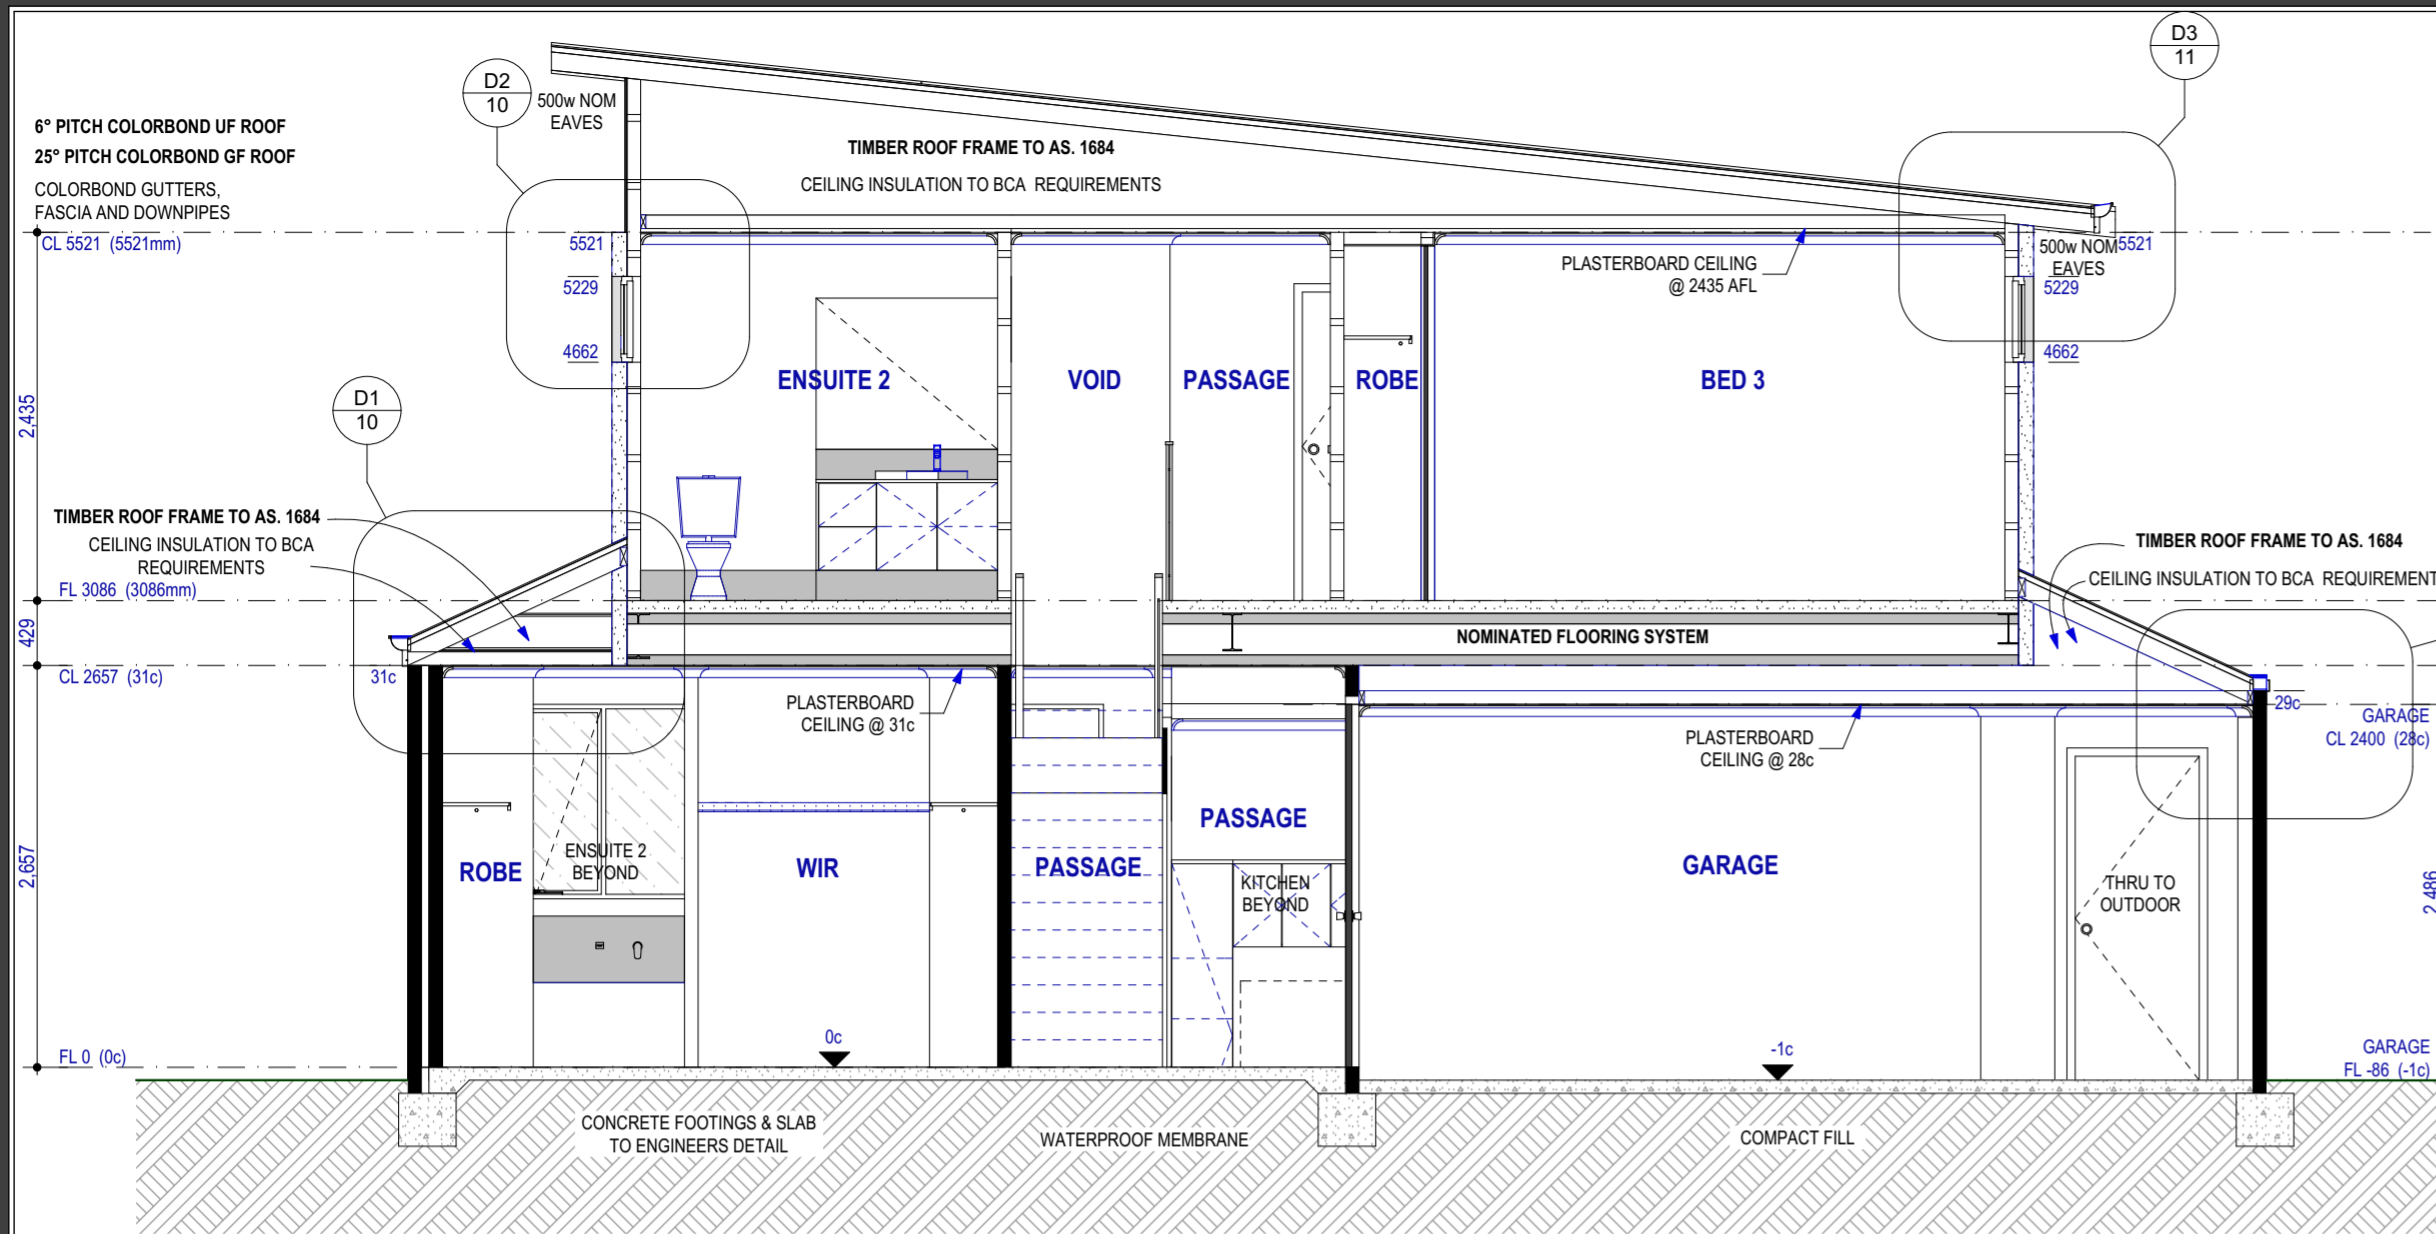 D3
11
D2
10
500w NOM
EAVES
6° PITCH COLORBOND UF ROOF
25° PITCH COLORBOND GF ROOF
COLORBOND GUTTERS,
FASCIA AND DOWNPIPES
TIMBER ROOF FRAME TO AS. 1684
CEILING INSULATION TO BCA REQUIREMENTS
CL 5521 (5521mm)
5521
5229
4662
PLASTERBOARD CEILING
@ 2435 AFL
500w NOM
EAVES
5521
5229
4662
ENSUITE 2
VOID
PASSAGE
ROBE
BED 3
2,435
D1
10
TIMBER ROOF FRAME TO AS. 1684
CEILING INSULATION TO BCA
REQUIREMENTS
FL 3086 (3086mm)
TIMBER ROOF FRAME TO AS. 1684
CEILING INSULATION TO BCA REQUIREMENT
429
NOMINATED FLOORING SYSTEM
CL 2657 (31c)
31c
PLASTERBOARD
CEILING @ 31c
PLASTERBOARD
CEILING @ 28c
29c
GARAGE
CL 2400 (28c)
2,657
ROBE
ENSUITE 2
BEYOND
WIR
PASSAGE
PASSAGE
KITCHEN
BEYOND
GARAGE
THRU TO
OUTDOOR
2,486
FL 0 (0c)
0c
-1c
GARAGE
FL -86 (-1c)
CONCRETE FOOTINGS & SLAB
TO ENGINEERS DETAIL
WATERPROOF MEMBRANE
COMPACT FILL